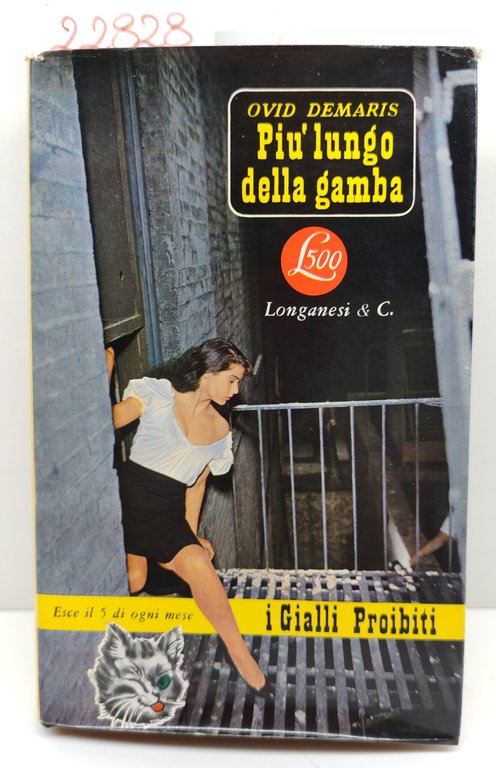 22828
OVID DEMARIS
Piu' lungo
della gamba
L500
Longanesi & C.
Esce il 5 di ogni mese
i Gialli Proibiti